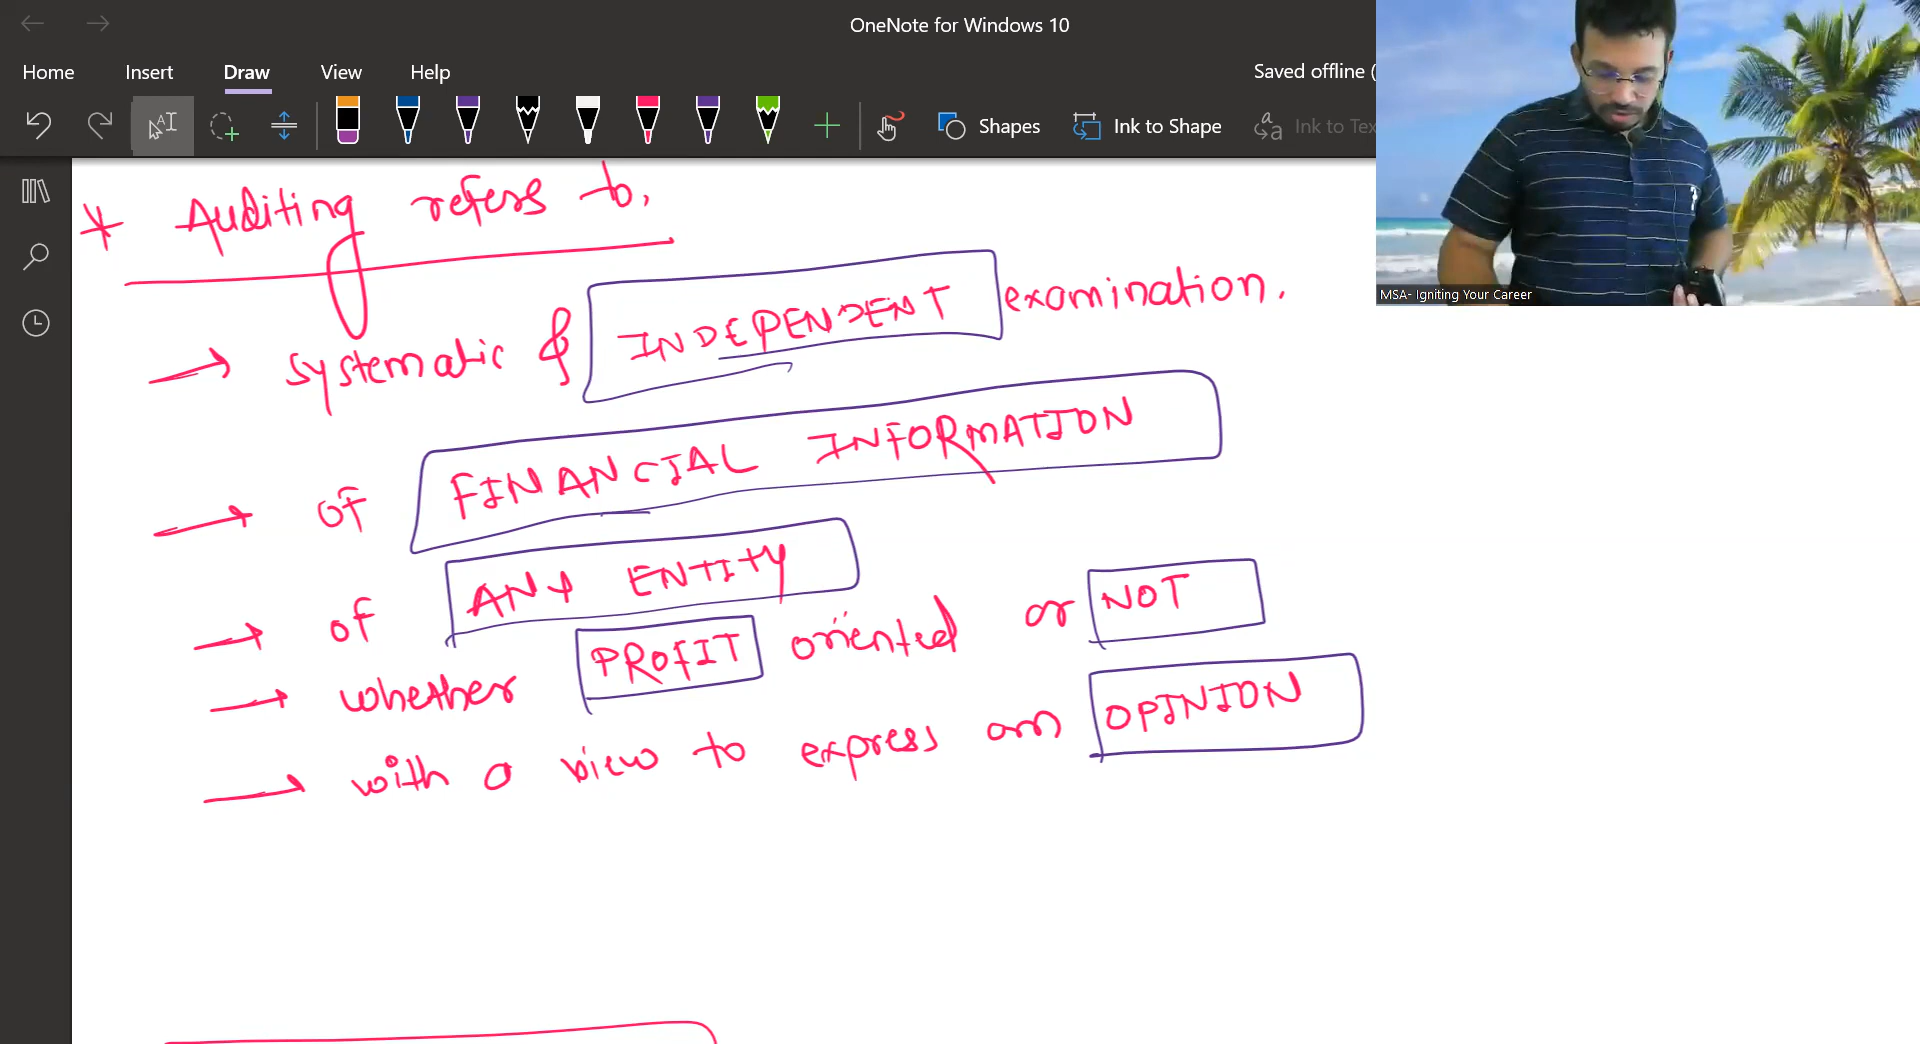 OneNote for Windows 10
Home Insert Draw View Help
Saved offline (
Shapes
Ink to Shape
Ink to Tex
MSA- Igniting Your Career
* Auditing refers to,
→ systematic & INDEPENDENT examination.
→ of FINANCIAL INFORMATION
→ of ANY ENTITY
→ whether PROFIT oriented or NOT
→ with a view to express an OPINION